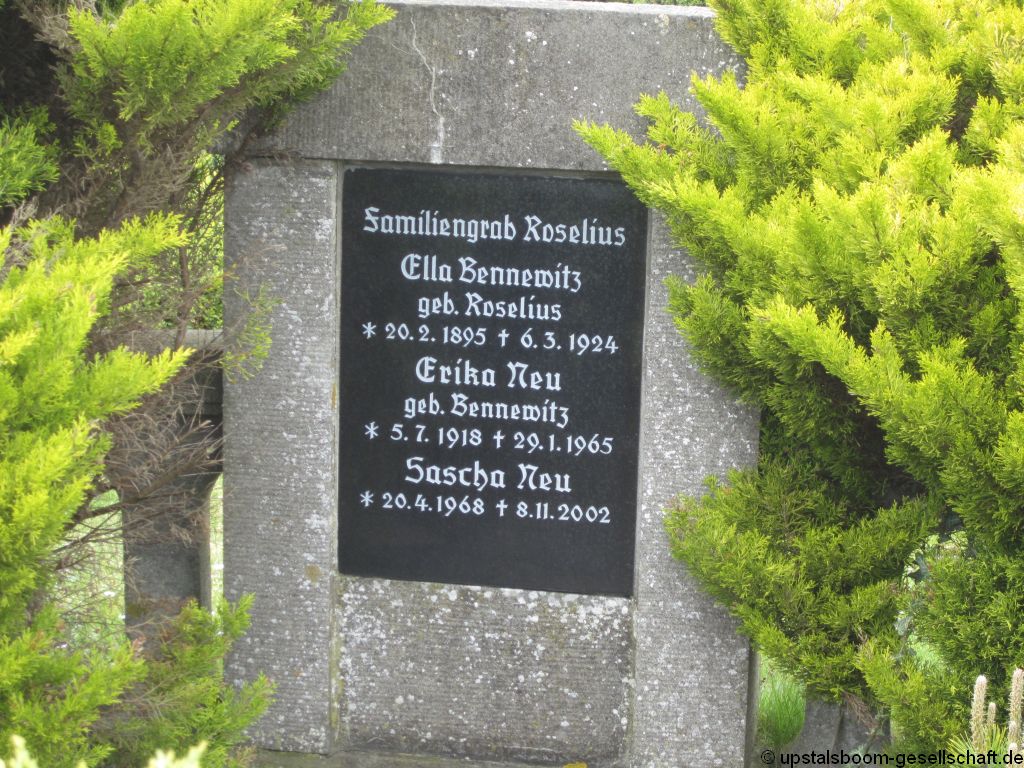 Familiengrab Roselius
Ella Bennewitz
geb. Roselius
* 20. 2. 1895 † 6. 3. 1924
Erika Neu
geb. Bennewitz
* 5. 7. 1918 † 29. 1. 1965
Sascha Neu
* 20. 4. 1968 † 8. 11. 2002
© upstalsboom-gesellschaft.de